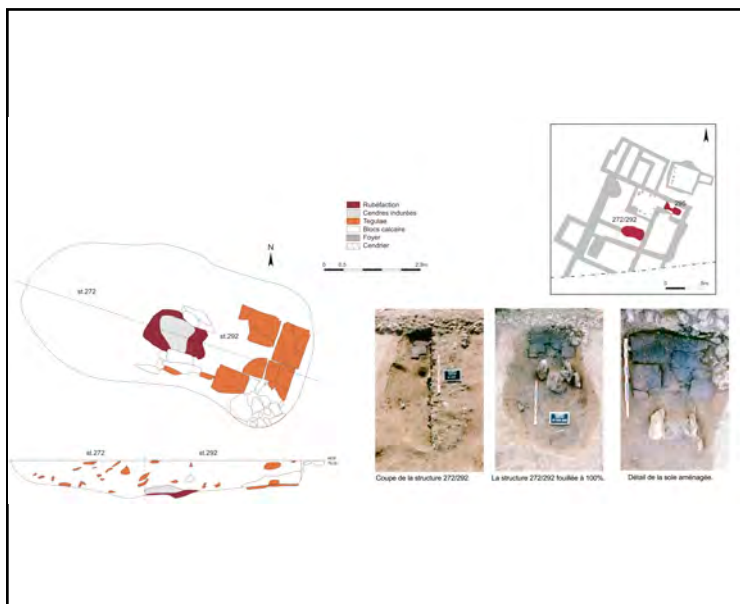 Rubéfaction
Cendres indurées
Tegulae
Blocs calcaire
Foyer
Cendrier
N
st.272
st.292
272/292
st.272
st.292
Coupe de la structure 272/292
La structure 272/292 fouillée à 100%.
Détail de la sole aménagée.